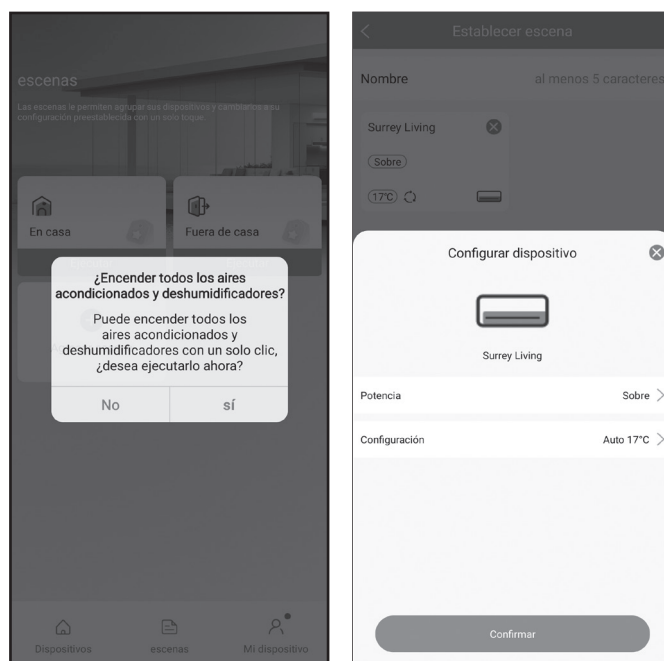 escenas
Las escenas le permiten agrupar sus dispositivos y cambiarlos a su
configuración preestablecida con un solo toque.
En casa
Fuera de casa
¿Encender todos los aires
acondicionados y deshumidificadores?
Puede encender todos los
aires acondicionados y
deshumidificadores con un solo clic,
¿desea ejecutarlo ahora?
No
sí
Dispositivos
escenas
Mi dispositivo
Establecer escena
Nombre
al menos 5 caracteres
Surrey Living
Sobre
17°C
Configurar dispositivo
Surrey Living
Potencia
Sobre
Configuración
Auto 17°C
Confirmar